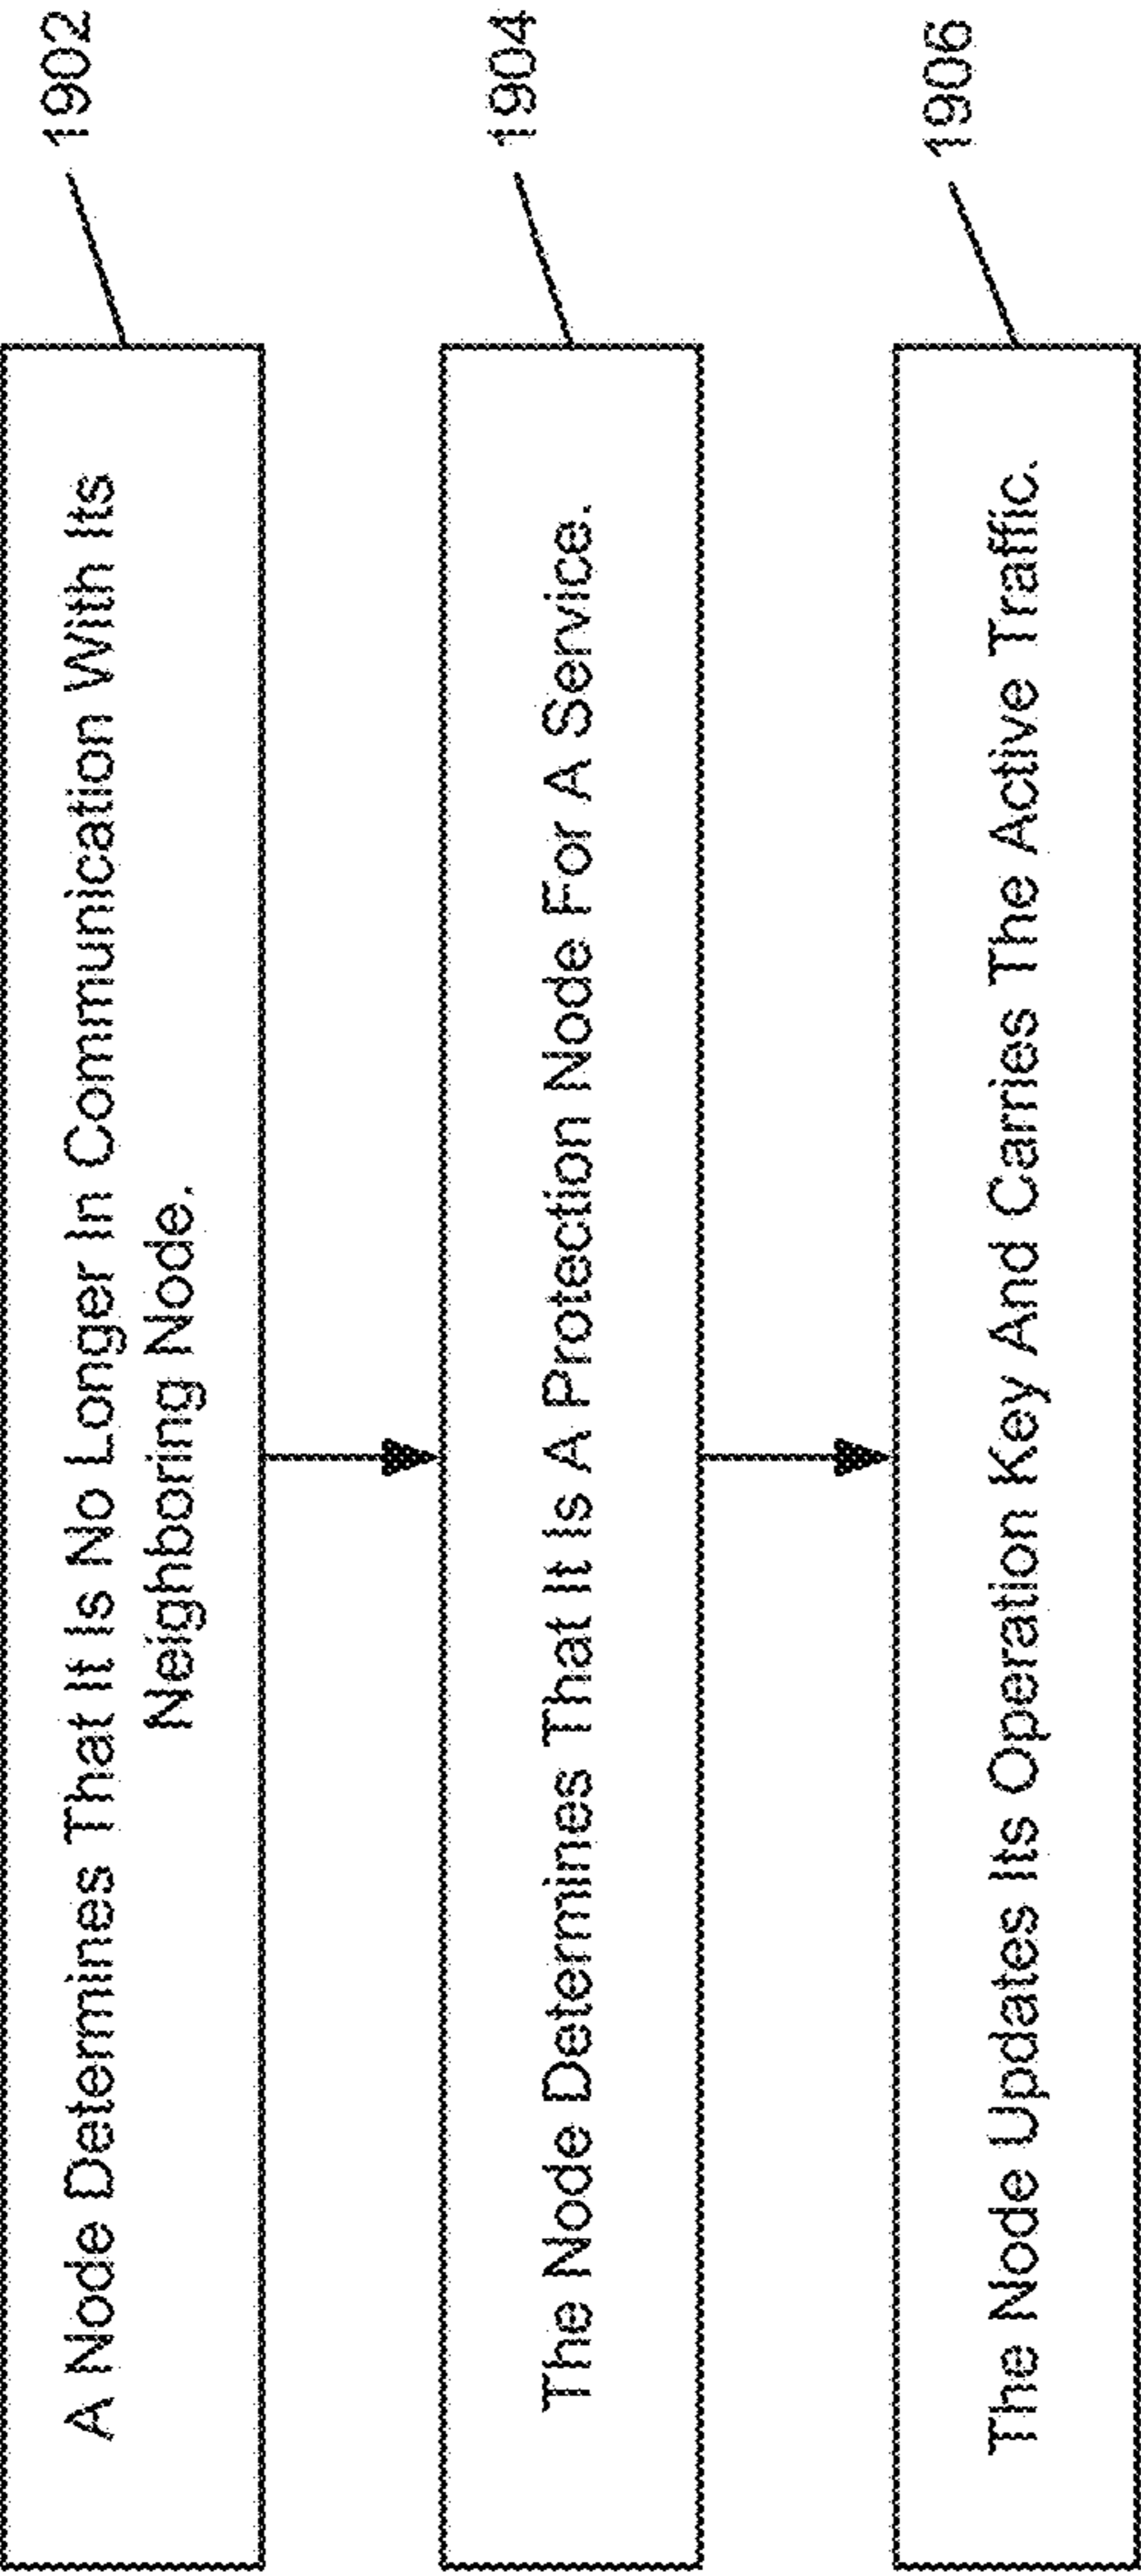 A Node Determines That It Is No Longer In Communication With Its
Neighboring Node.
1902
The Node Determines That It Is A Protection Node For A Service.
1904
The Node Updates Its Operation Key And Carries The Active Traffic.
1906